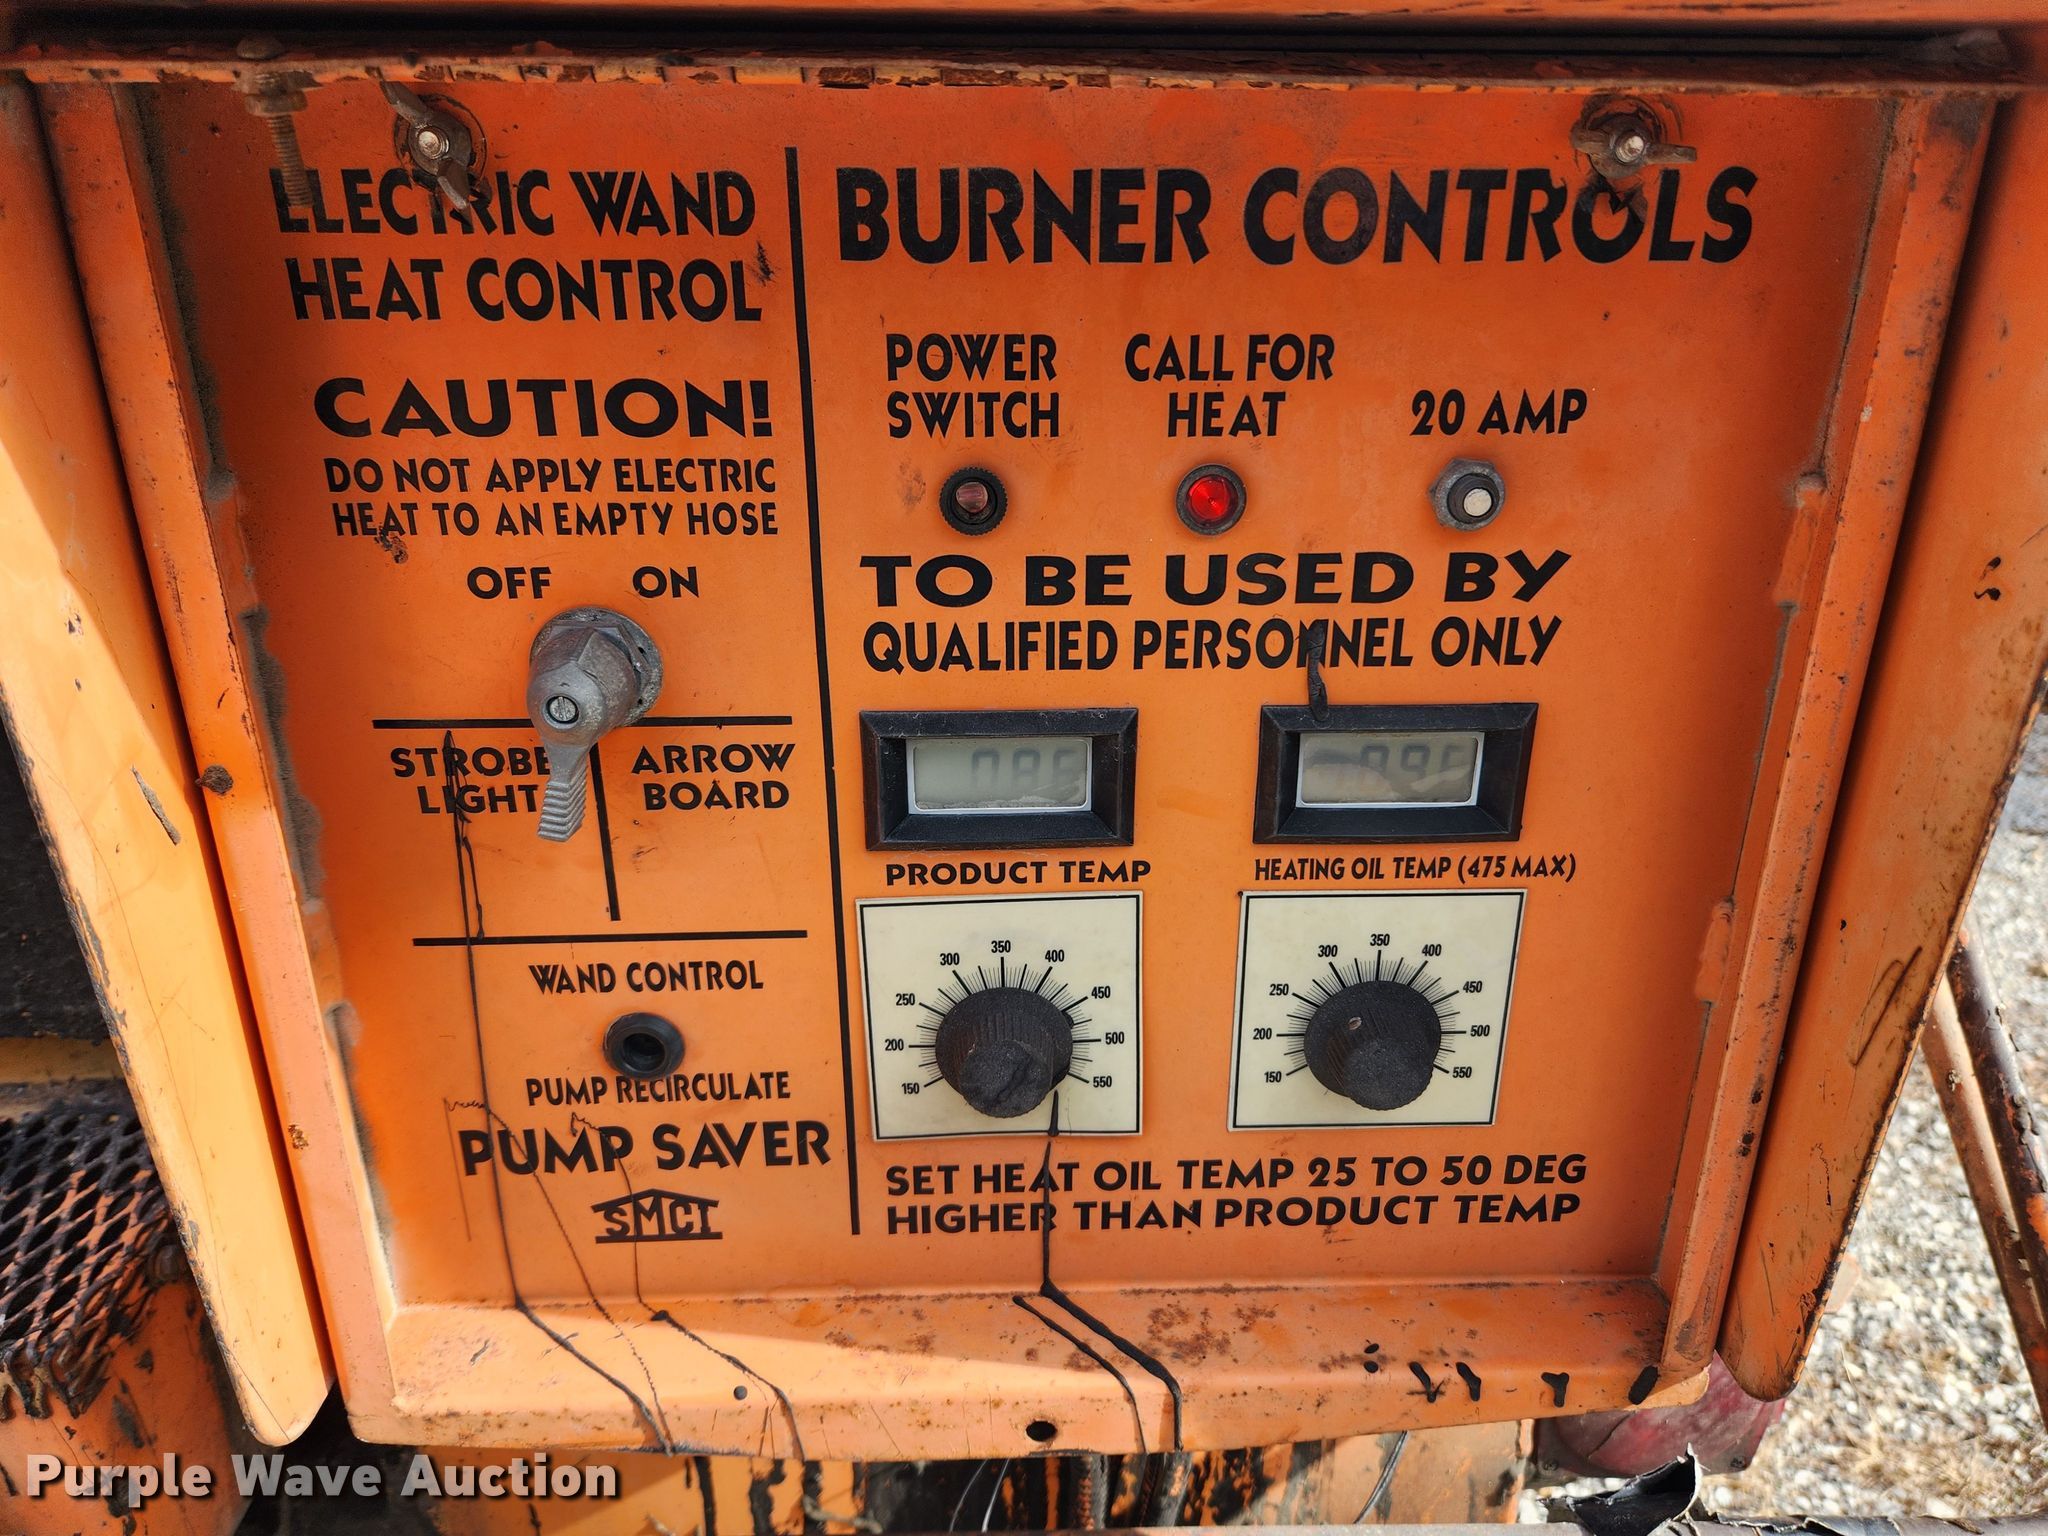 ELECTRIC WAND
HEAT CONTROL
CAUTION!
DO NOT APPLY ELECTRIC
HEAT TO AN EMPTY HOSE
OFF ON
STROBE
LIGHT
ARROW
BOARD
WAND CONTROL
PUMP RECIRCULATE
PUMP SAVER
SMCI
BURNER CONTROLS
POWER
SWITCH
CALL FOR
HEAT
20 AMP
TO BE USED BY
QUALIFIED PERSONNEL ONLY
PRODUCT TEMP
150 200 250 300 350 400 450 500 550
HEATING OIL TEMP (475 MAX)
150 200 250 300 350 400 450 500 550
SET HEAT OIL TEMP 25 TO 50 DEG
HIGHER THAN PRODUCT TEMP
Purple Wave Auction